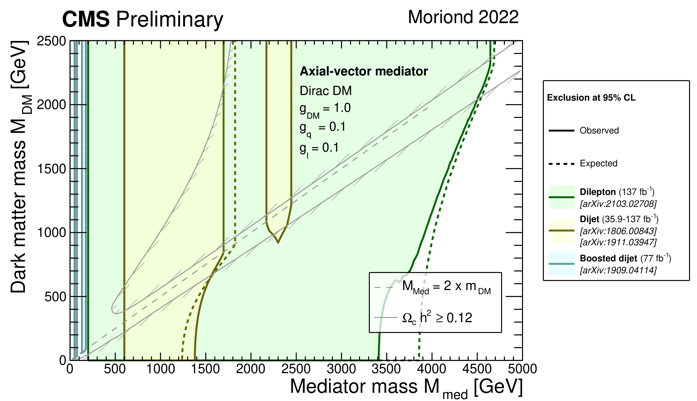 CMS Preliminary
Moriond 2022
Dark matter mass M_DM [GeV]
2500
2000
1500
1000
500
0
Axial-vector mediator
Dirac DM
g_DM = 1.0
g_q = 0.1
g_l = 0.1
M_Med = 2 x m_DM
Ω_c h² ≥ 0.12
0 500 1000 1500 2000 2500 3000 3500 4000 4500 5000
Mediator mass M_med [GeV]
Exclusion at 95% CL
Observed
Expected
Dilepton (137 fb⁻¹)
[arXiv:2103.02708]
Dijet (35.9-137 fb⁻¹)
[arXiv:1806.00843]
[arXiv:1911.03947]
Boosted dijet (77 fb⁻¹)
[arXiv:1909.04114]